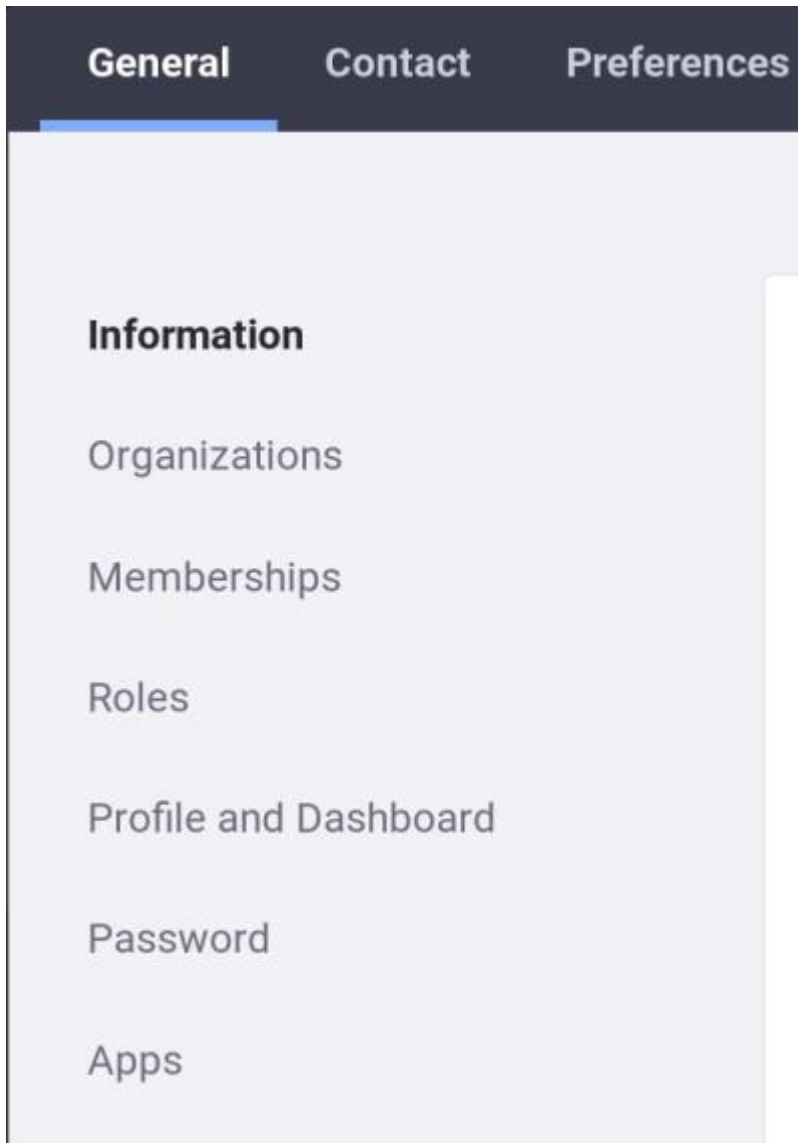 General Contact Preferences
Information
Organizations
Memberships
Roles
Profile and Dashboard
Password
Apps